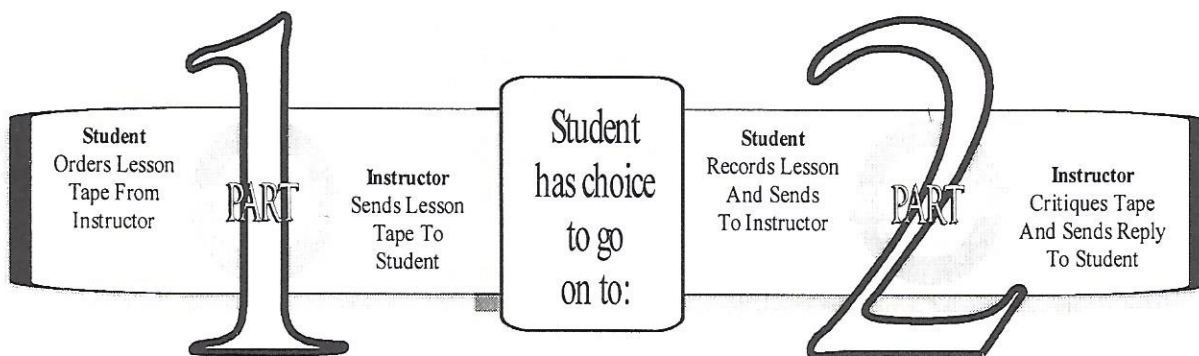 1
PART
Student
Orders Lesson
Tape From
Instructor
Instructor
Sends Lesson
Tape To
Student
Student
has choice
to go
on to:
2
PART
Student
Records Lesson
And Sends
To Instructor
Instructor
Critiques Tape
And Sends Reply
To Student